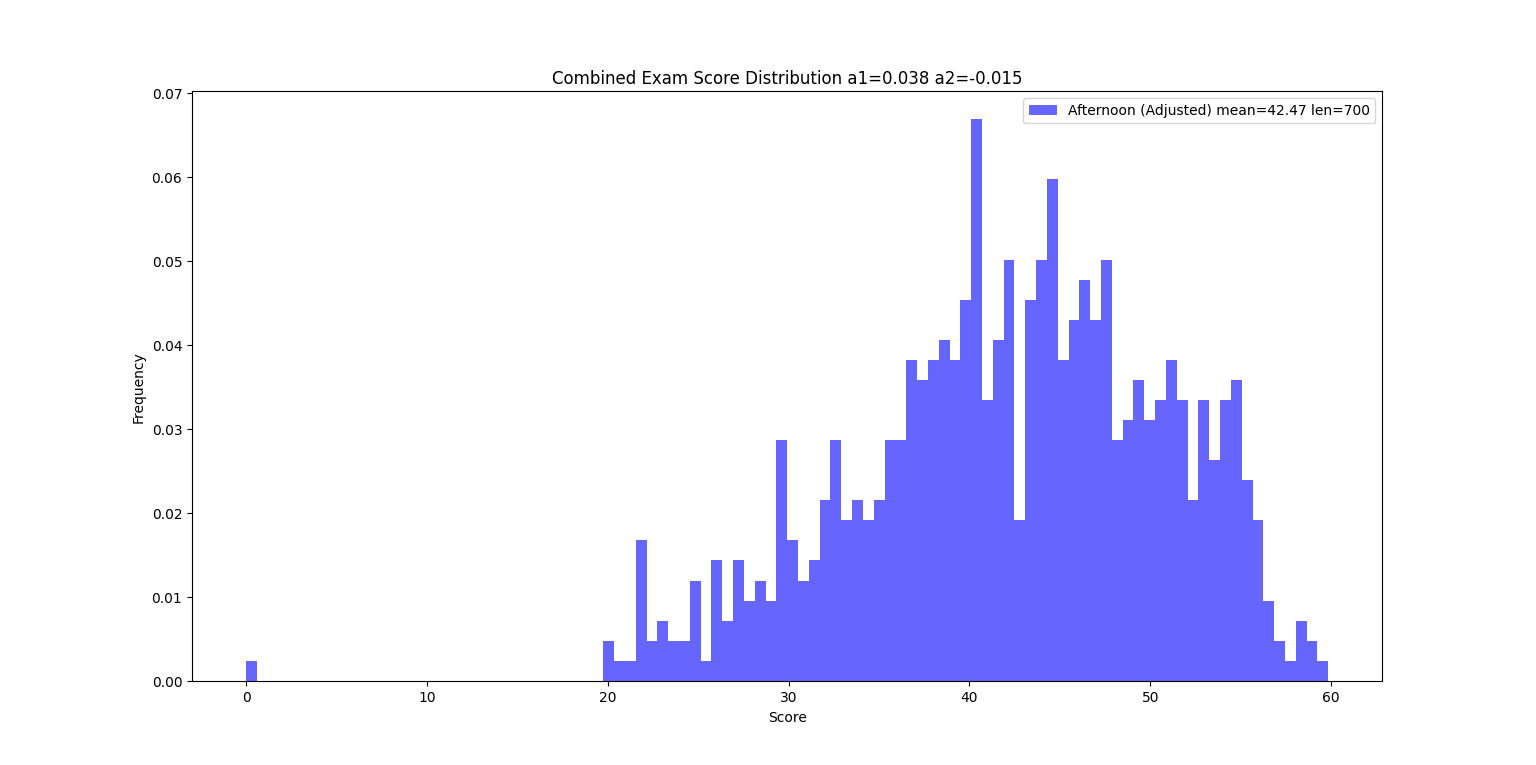 Combined Exam Score Distribution a1=0.038 a2=-0.015
Afternoon (Adjusted) mean=42.47 len=700
0.07
0.06
0.05
0.04
0.03
0.02
0.01
0.00
Frequency
0 10 20 30 40 50 60
Score